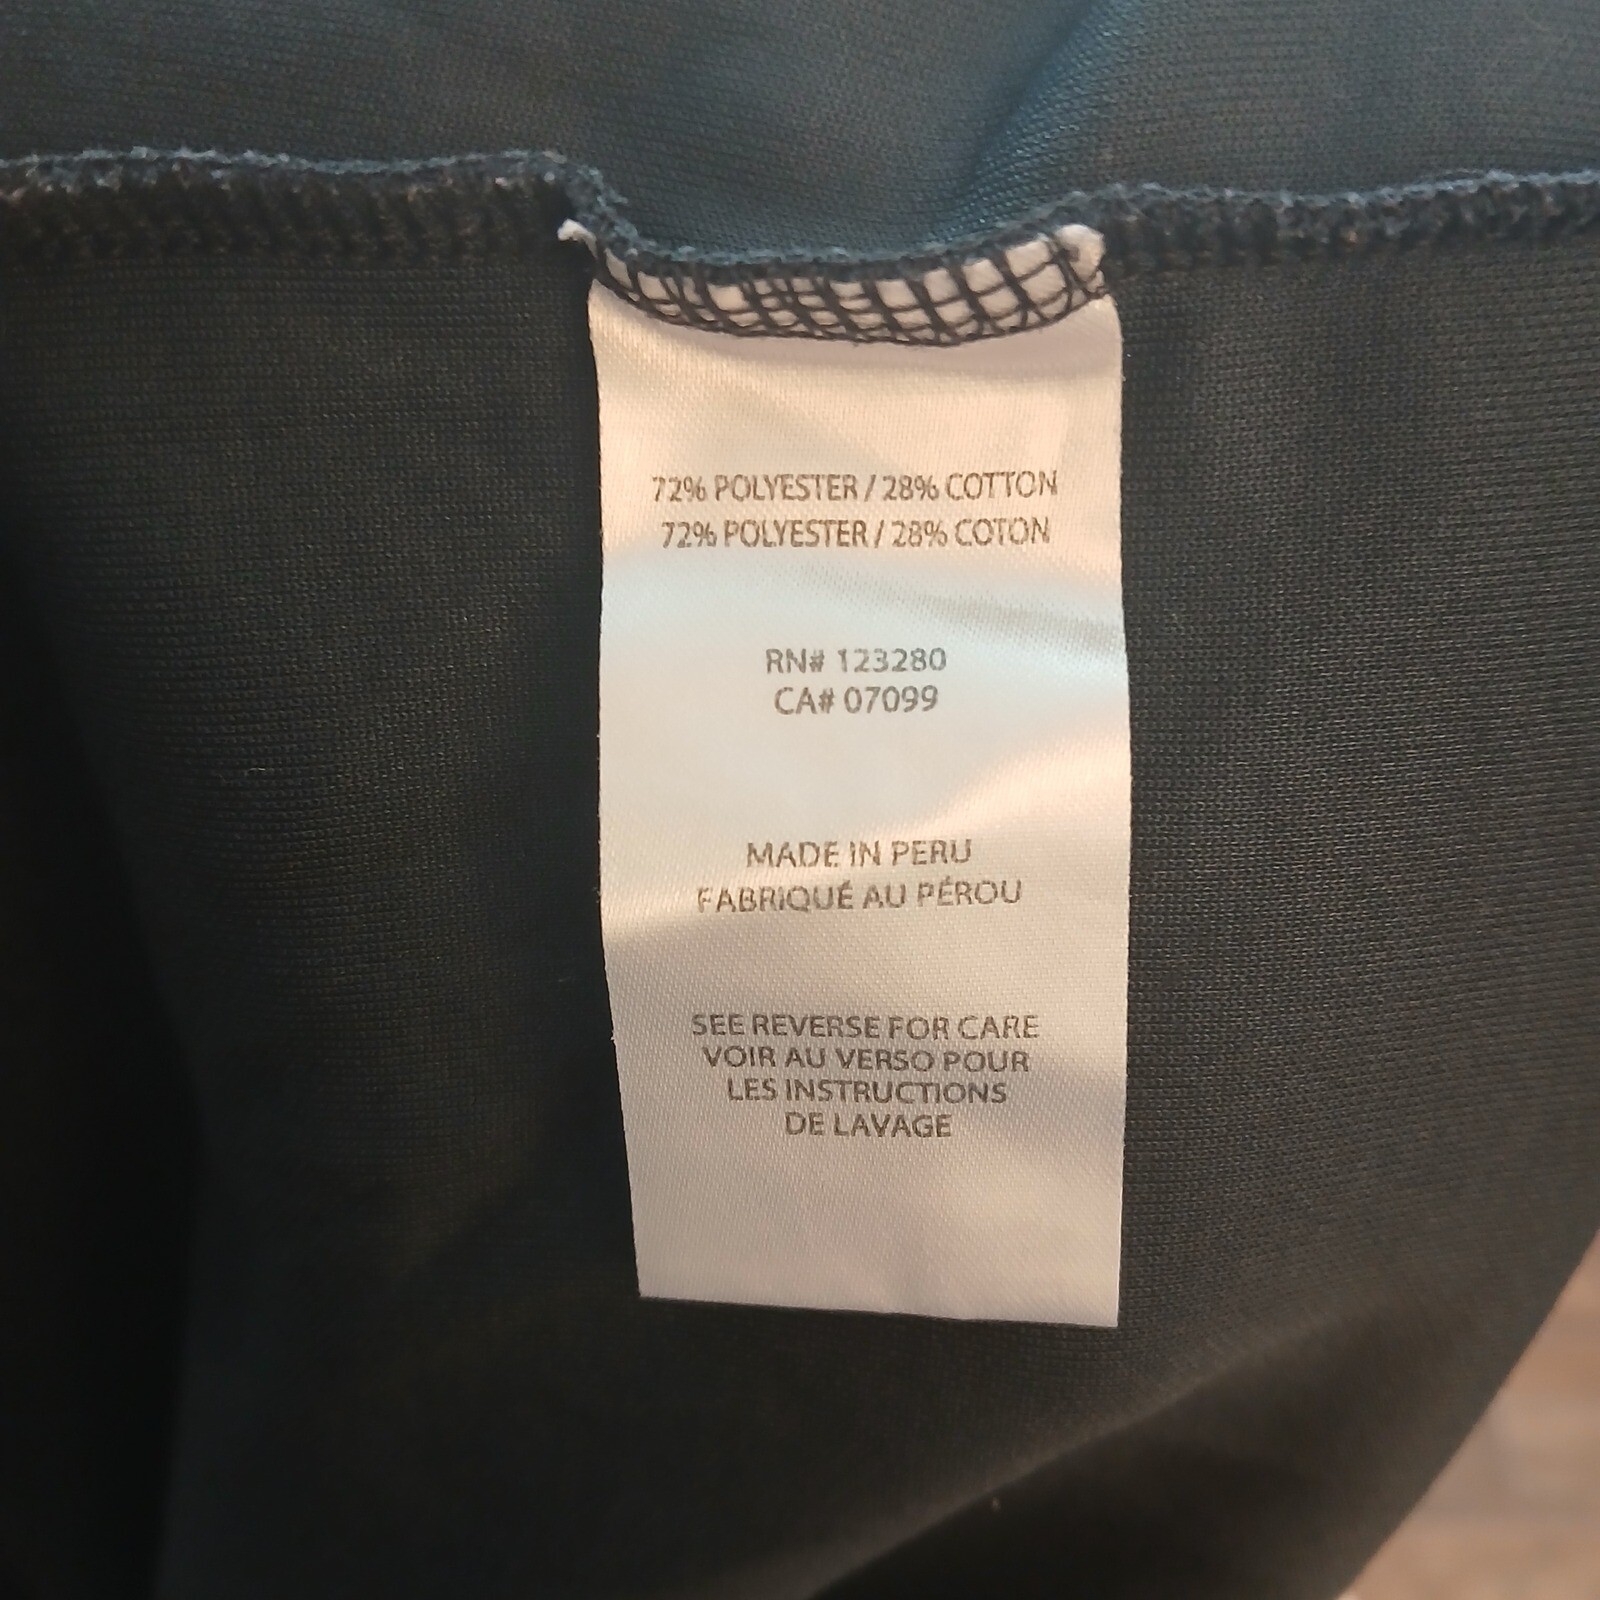 72% POLYESTER / 28% COTTON
72% POLYESTER / 28% COTON
RN# 123280
CA# 07099
MADE IN PERU
FABRIQUÉ AU PÉROU
SEE REVERSE FOR CARE
VOIR AU VERSO POUR
LES INSTRUCTIONS
DE LAVAGE